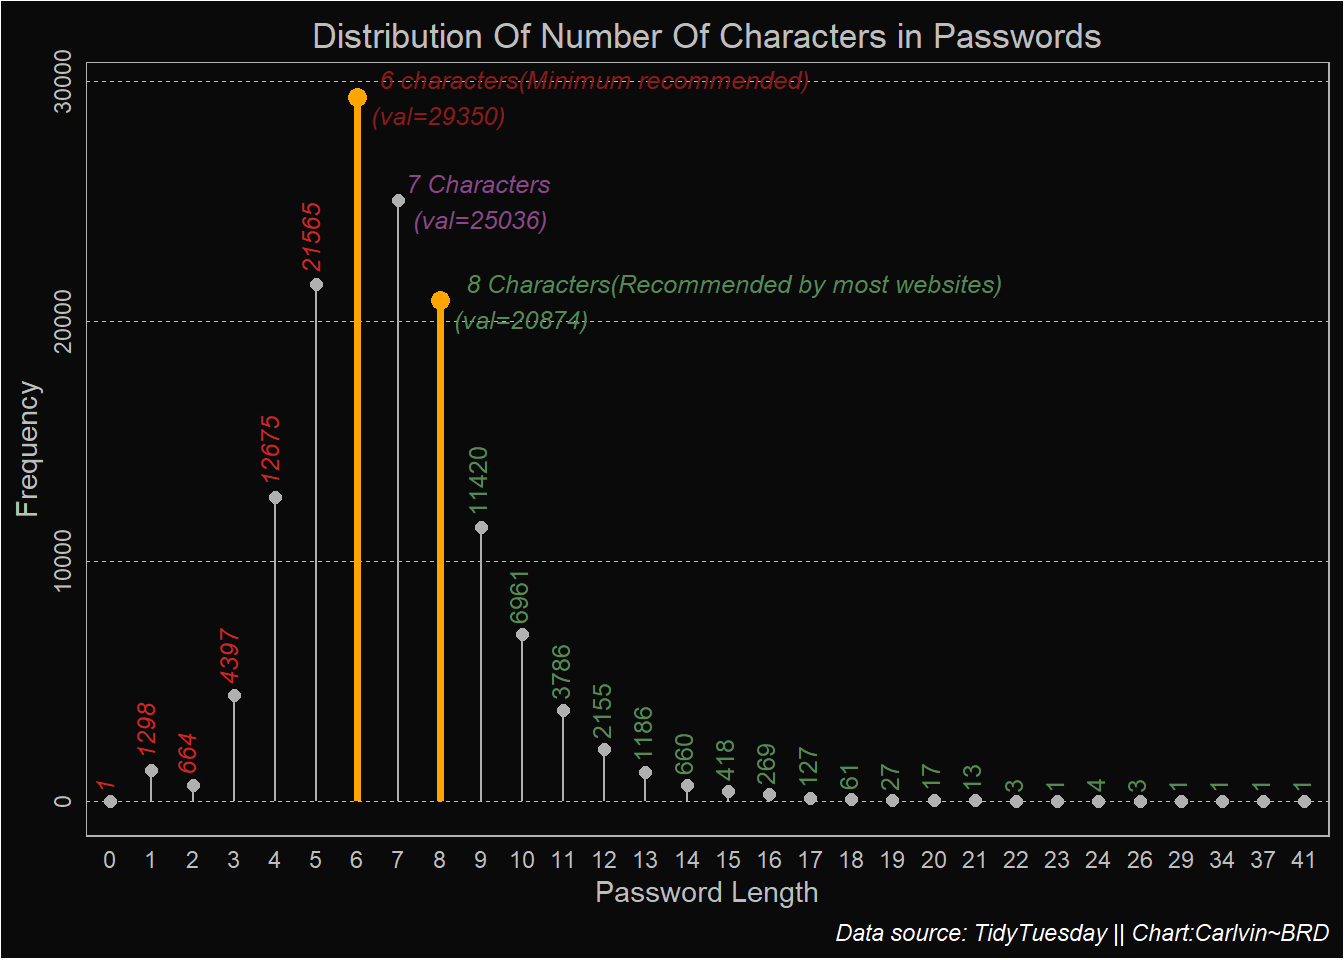 Distribution Of Number Of Characters in Passwords
30000
20000
10000
0
Frequency
6 characters(Minimum recommended)
(val=29350)
7 Characters
(val=25036)
8 Characters(Recommended by most websites)
(val=20874)
1
1298
664
4397
12675
21565
11420
6961
3786
2155
1186
660
418
269
127
61
27
17
13
3
1
4
3
1
1
1
1
0 1 2 3 4 5 6 7 8 9 10 11 12 13 14 15 16 17 18 19 20 21 22 23 24 26 29 34 37 41
Password Length
Data source: TidyTuesday || Chart:Carlvin~BRD